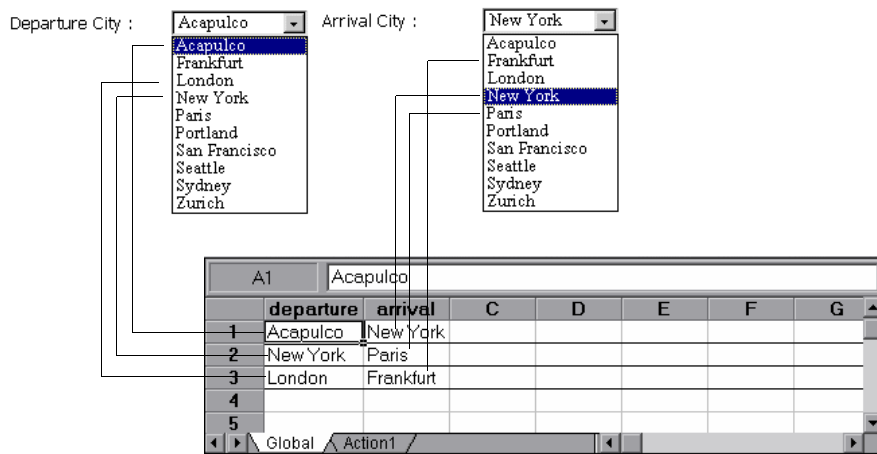 Departure City : Acapulco Arrival City : New York
Acapulco
Frankfurt
London
New York
Paris
Portland
San Francisco
Seattle
Sydney
Zurich
Acapulco
Frankfurt
London
New York
Paris
Portland
San Francisco
Seattle
Sydney
Zurich
A1 Acapulco
departure arrival C D E F G
1 Acapulco New York
2 New York Paris
3 London Frankfurt
4
5
Global Action1